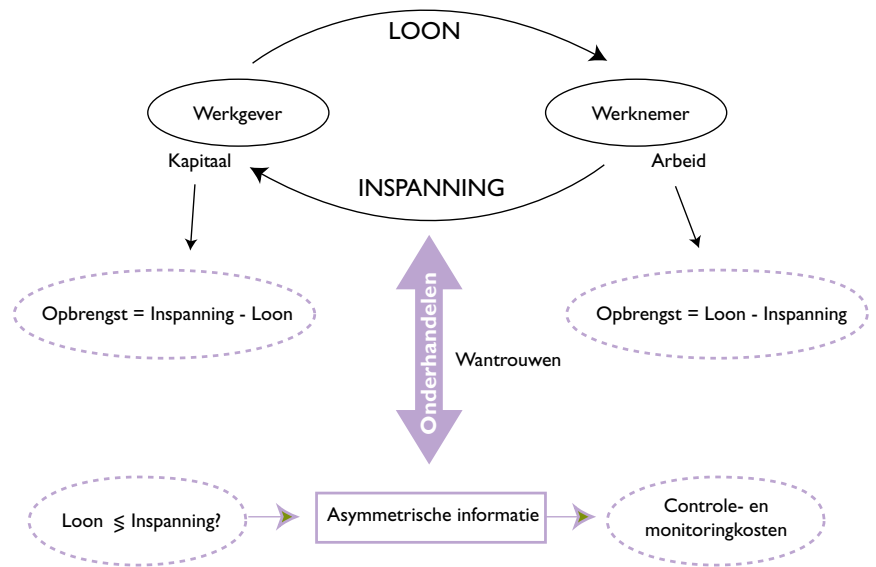 LOON
Werkgever
Werknemer
Kapitaal
Arbeid
INSPANNING
Opbrengst = Inspanning - Loon
Opbrengst = Loon - Inspanning
Onderhandelen
Wantrouwen
Loon ≶ Inspanning?
Asymmetrische informatie
Controle- en
monitoringkosten